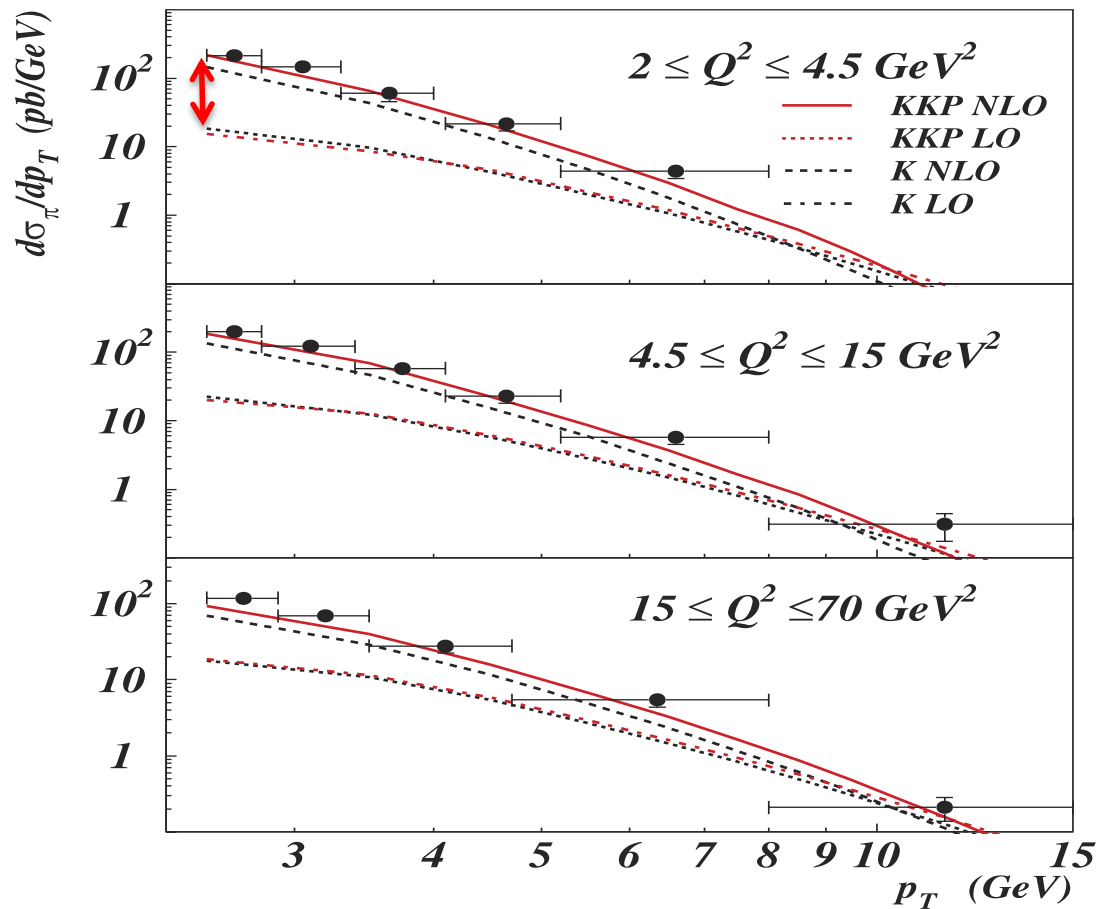 dσπ/dpT (pb/GeV)
2 ≤ Q² ≤ 4.5 GeV²
KKP NLO
KKP LO
K NLO
K LO
10²
10
1
4.5 ≤ Q² ≤ 15 GeV²
10²
10
1
15 ≤ Q² ≤70 GeV²
10²
10
1
3 4 5 6 7 8 9 10 15
pT (GeV)